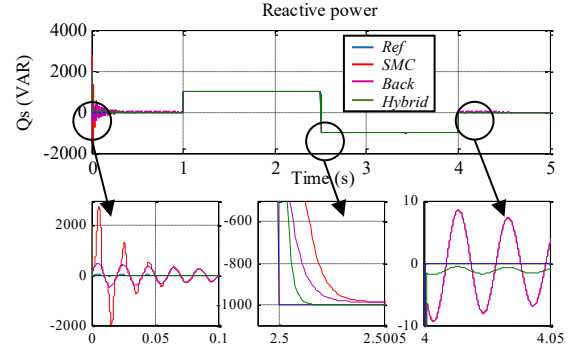 Reactive power
Qs (VAR)
4000
2000
0
-2000
Ref
SMC
Back
Hybrid
0 1 2 3 4 5
Time (s)
2000
0
-2000
0 0.05 0.1
-600
-800
-1000
2.5 2.5005
10
0
-10
4 4.05